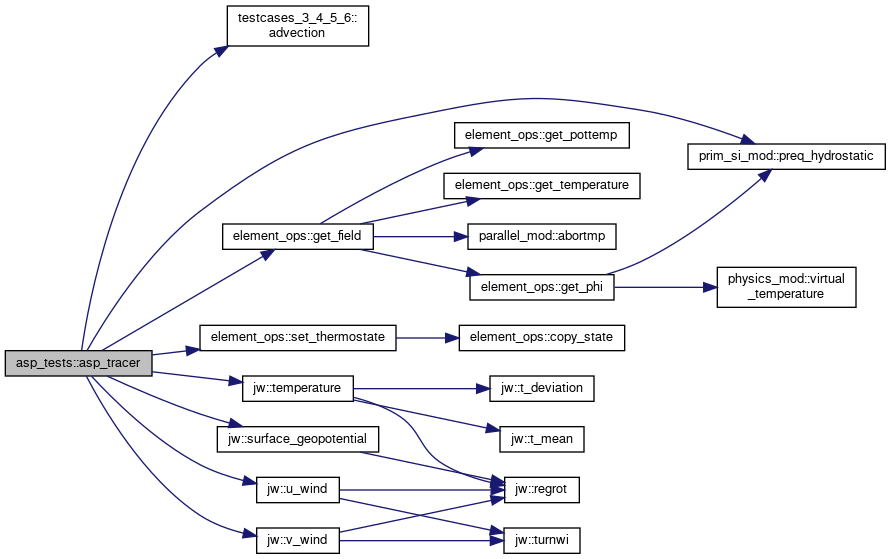 testcases_3_4_5_6::
advection
element_ops::get_pottemp
prim_si_mod::preq_hydrostatic
element_ops::get_temperature
element_ops::get_field
parallel_mod::abortmp
element_ops::get_phi
physics_mod::virtual
_temperature
element_ops::set_thermostate
element_ops::copy_state
asp_tests::asp_tracer
jw::temperature
jw::t_deviation
jw::surface_geopotential
jw::t_mean
jw::u_wind
jw::regrot
jw::v_wind
jw::turnwi